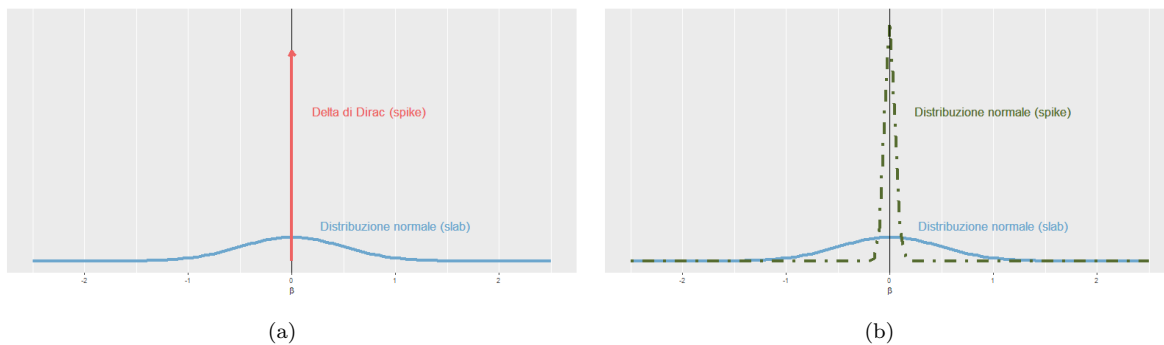 Delta di Dirac (spike)
Distribuzione normale (slab)
-2 -1 0 1 2
β
(a)
Distribuzione normale (spike)
Distribuzione normale (slab)
-2 -1 0 1 2
β
(b)